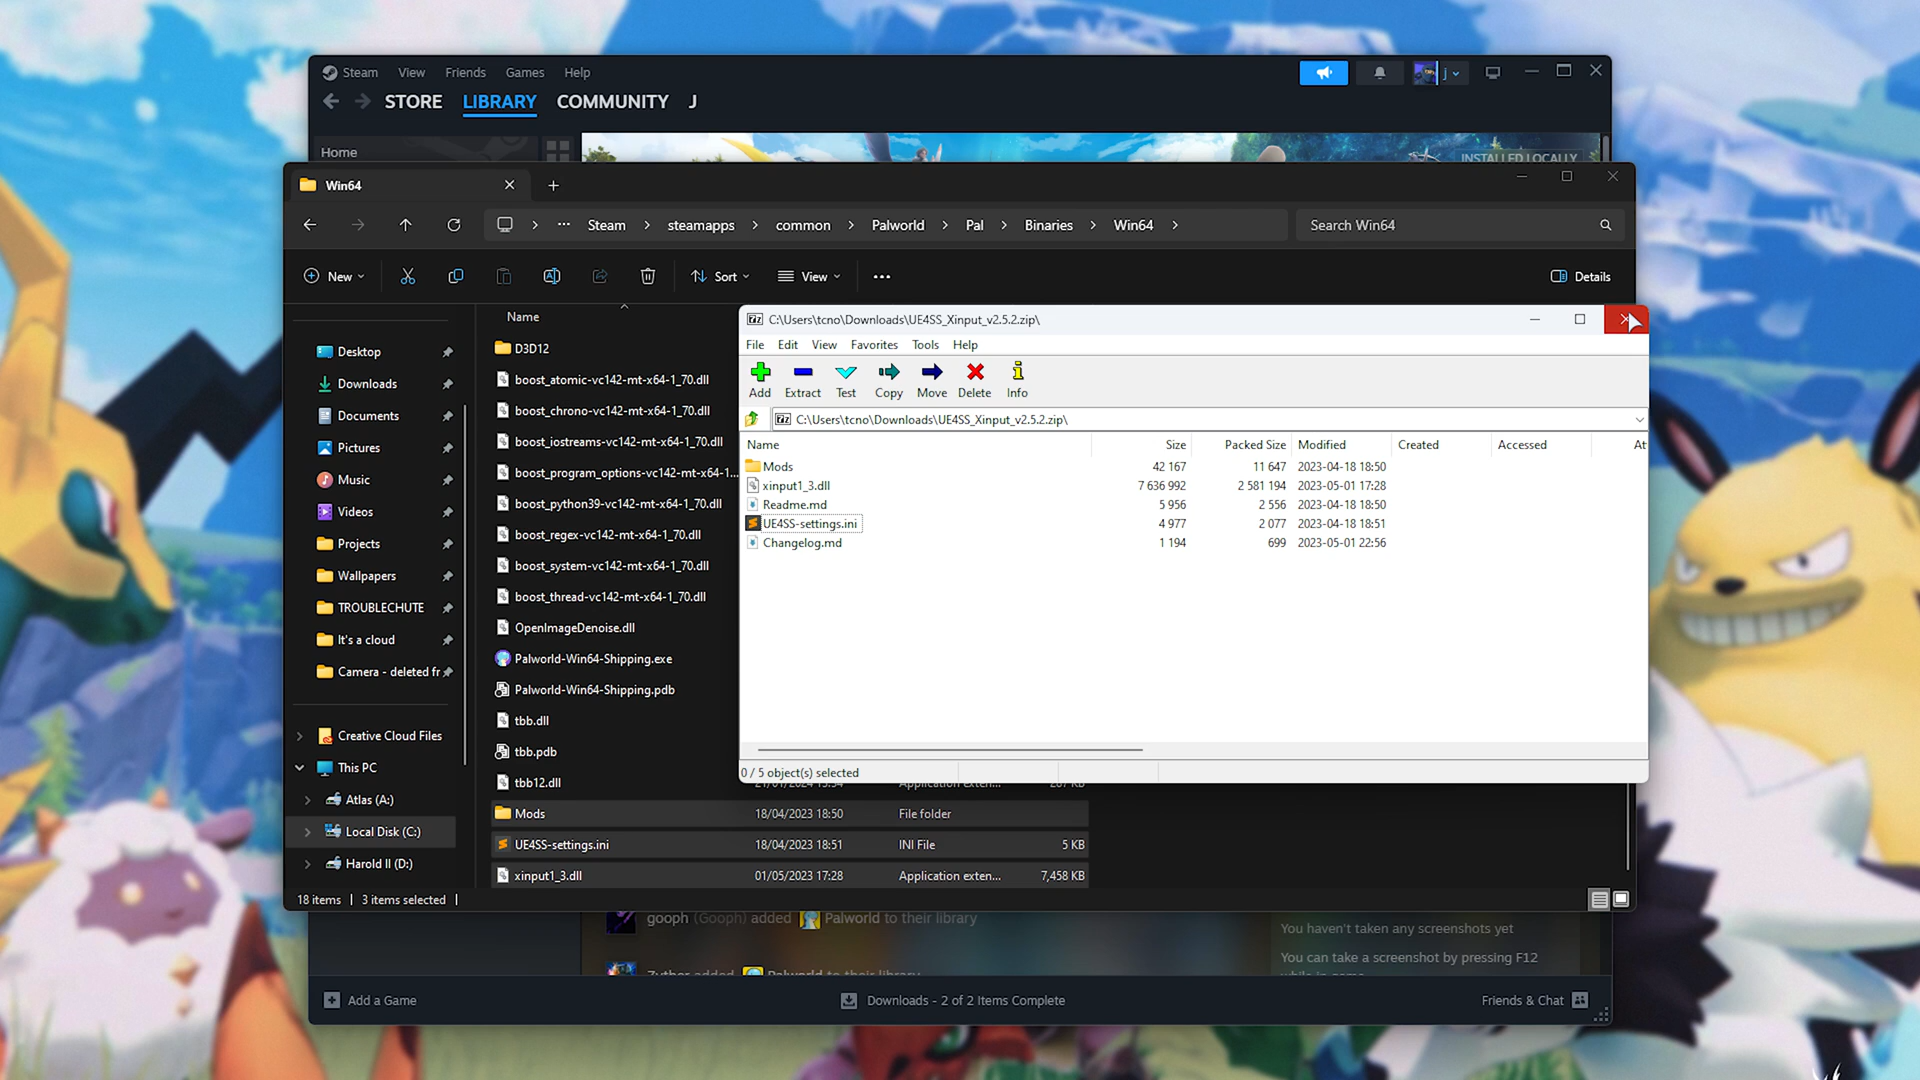 Steam View Friends Games Help
j
STORE LIBRARY COMMUNITY J
Home
INSTALLED LOCALLY
Win64
Steam steamapps common Palworld Pal Binaries Win64
Search Win64
New Sort View Details
Name
Desktop
Downloads
Documents
Pictures
Music
Videos
Projects
Wallpapers
TROUBLECHUTE
It's a cloud
Camera - deleted fr
Creative Cloud Files
This PC
Atlas (A:)
Local Disk (C:)
Harold II (D:)
D3D12
boost_atomic-vc142-mt-x64-1_70.dll
boost_chrono-vc142-mt-x64-1_70.dll
boost_iostreams-vc142-mt-x64-1_70.dll
boost_program_options-vc142-mt-x64-1...
boost_python39-vc142-mt-x64-1_70.dll
boost_regex-vc142-mt-x64-1_70.dll
boost_system-vc142-mt-x64-1_70.dll
boost_thread-vc142-mt-x64-1_70.dll
OpenImageDenoise.dll
Palworld-Win64-Shipping.exe
Palworld-Win64-Shipping.pdb
tbb.dll
tbb.pdb
tbb12.dll
Mods 18/04/2023 18:50 File folder
UE4SS-settings.ini 18/04/2023 18:51 INI File 5 KB
xinput1_3.dll 01/05/2023 17:28 Application exten... 7,458 KB
18 items 3 items selected
C:\Users\tcno\Downloads\UE4SS_Xinput_v2.5.2.zip\
File Edit View Favorites Tools Help
Add Extract Test Copy Move Delete Info
C:\Users\tcno\Downloads\UE4SS_Xinput_v2.5.2.zip\
Name Size Packed Size Modified Created Accessed At
Mods 42 167 11 647 2023-04-18 18:50
xinput1_3.dll 7 636 992 2 581 194 2023-05-01 17:28
Readme.md 5 956 2 556 2023-04-18 18:50
UE4SS-settings.ini 4 977 2 077 2023-04-18 18:51
Changelog.md 1 194 699 2023-05-01 22:56
0 / 5 object(s) selected
gooph (Gooph) added Palworld to their library
Zyther added Palworld to their library
You haven't taken any screenshots yet
You can take a screenshot by pressing F12
Add a Game
Downloads - 2 of 2 Items Complete
Friends & Chat